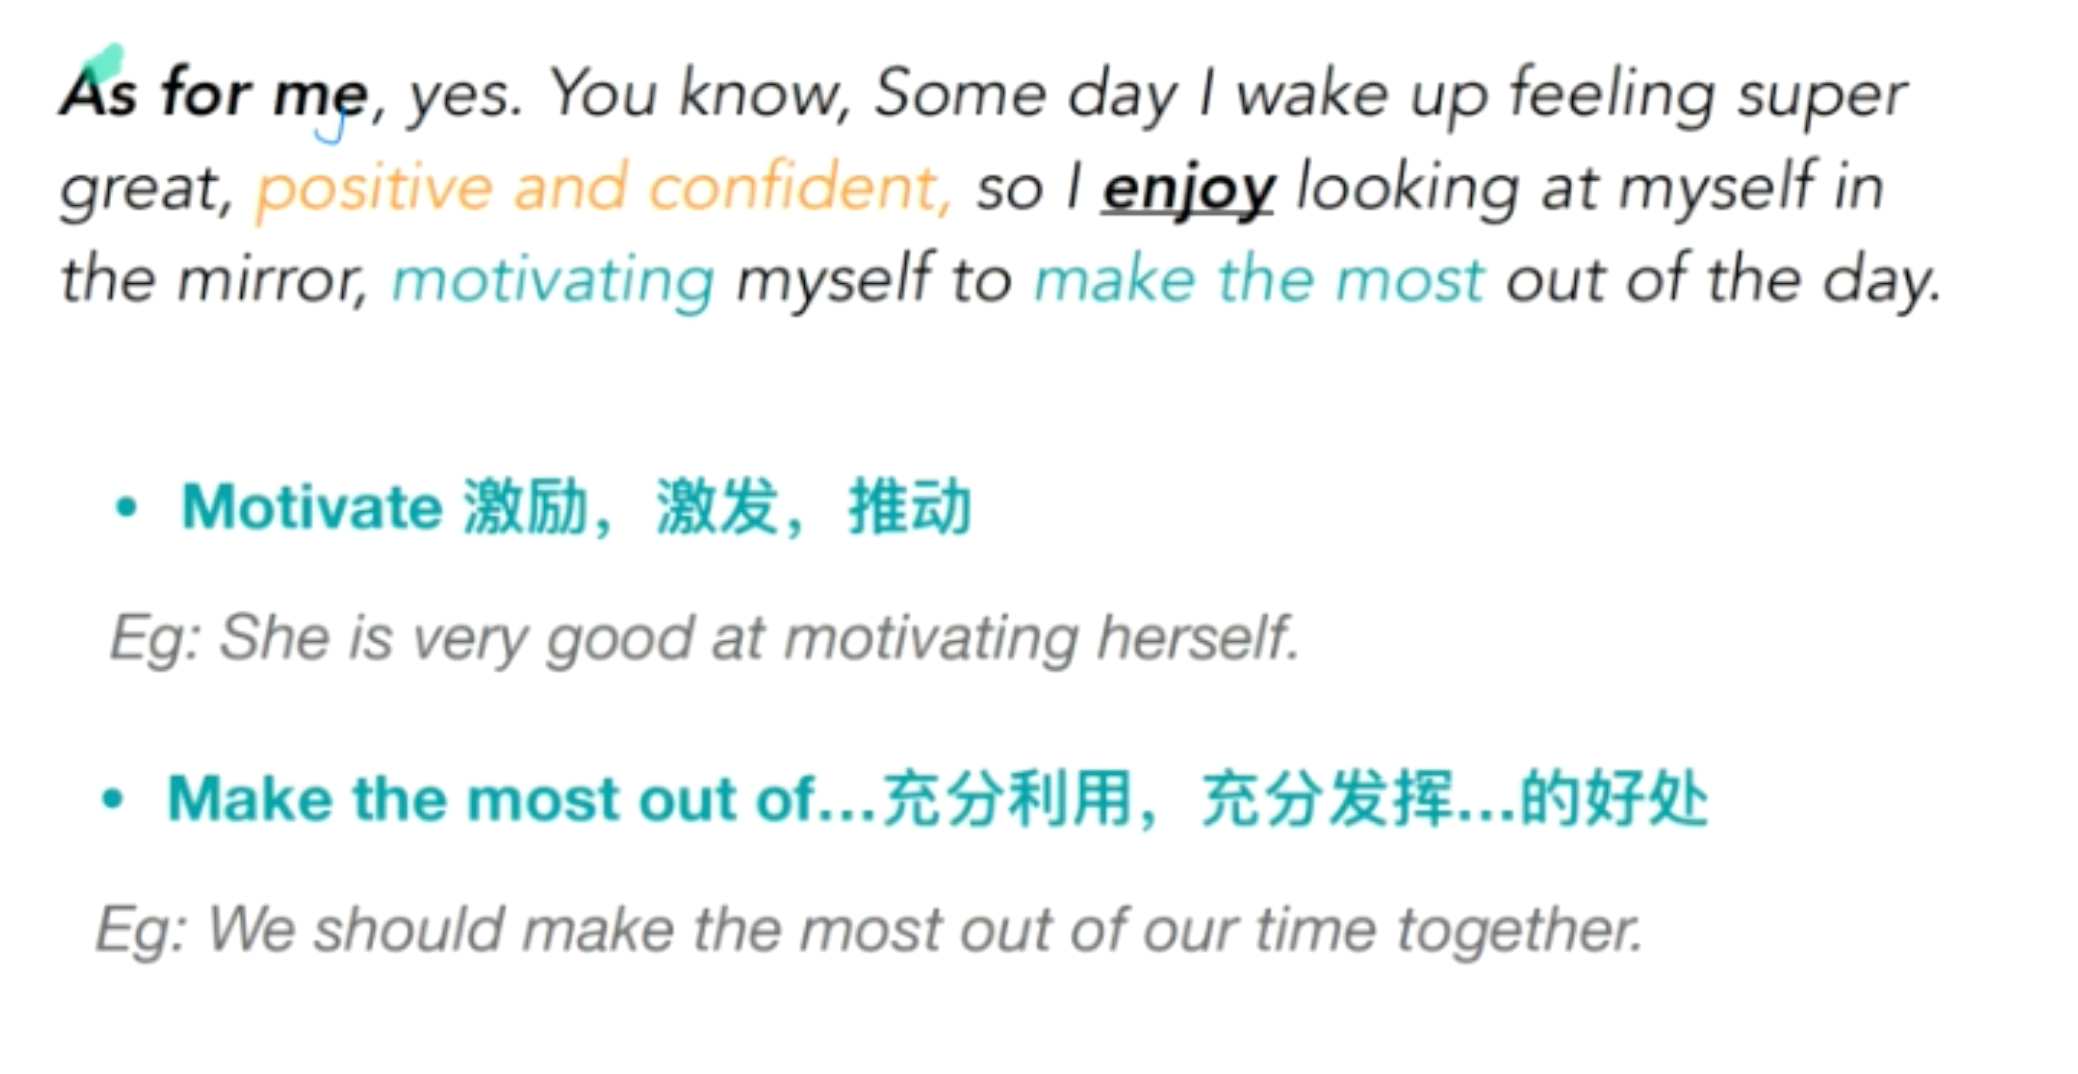 As for me, yes. You know, Some day I wake up feeling super
great, positive and confident, so I enjoy looking at myself in
the mirror, motivating myself to make the most out of the day.
• Motivate 激励，激发，推动
Eg: She is very good at motivating herself.
• Make the most out of...充分利用，充分发挥...的好处
Eg: We should make the most out of our time together.